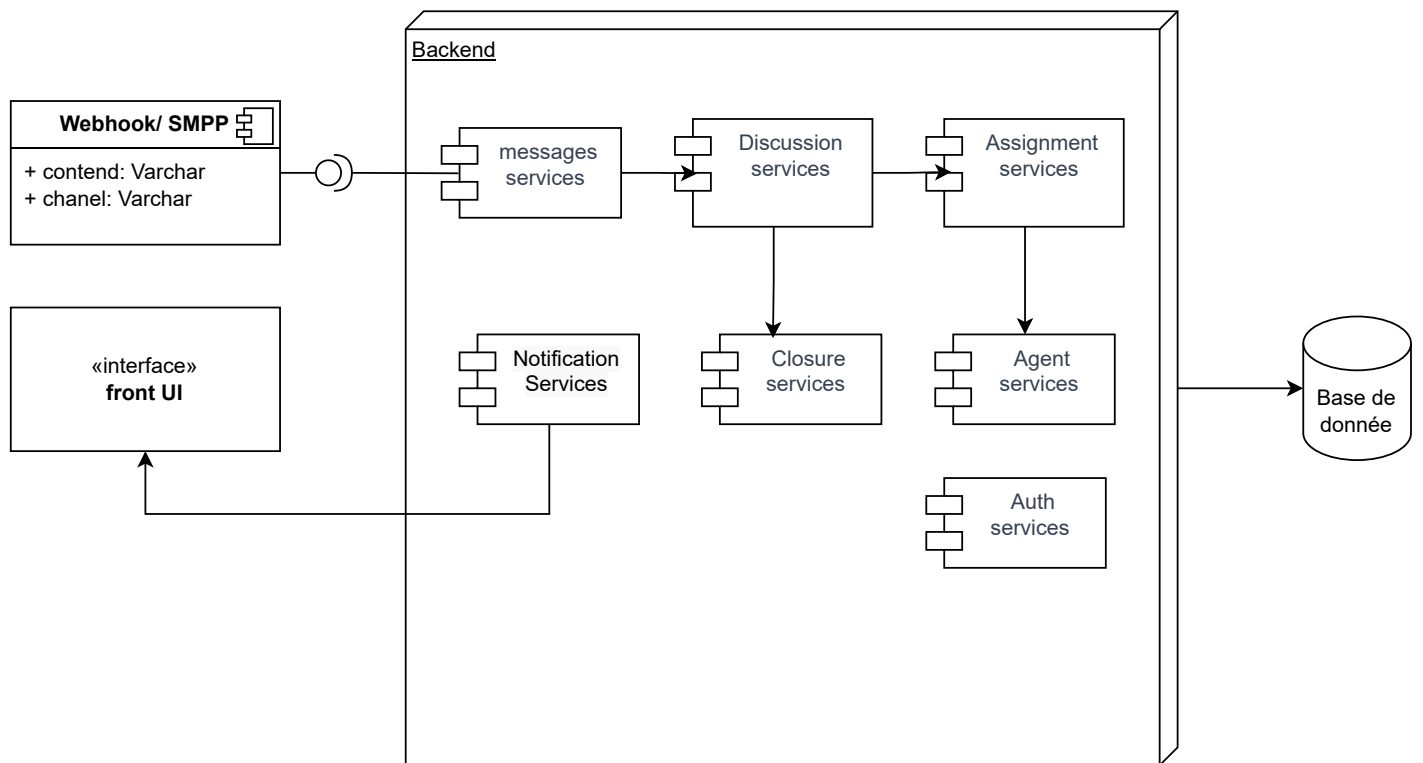 Backend
Webhook/ SMPP
+ contend: Varchar
+ chanel: Varchar
messages
services
Discussion
services
Assignment
services
«interface»
front UI
Notification
Services
Closure
services
Agent
services
Base de
donnée
Auth
services